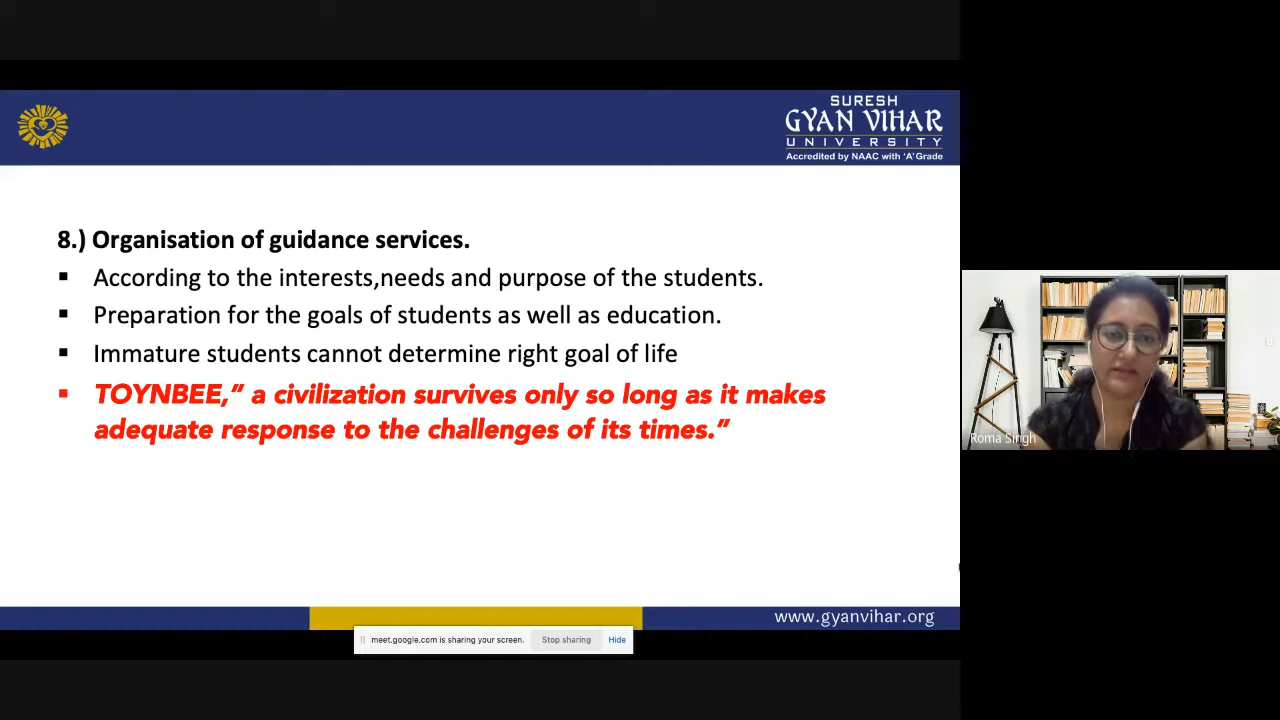 SURESH
GYAN VIHAR
UNIVERSITY
Accredited by NAAC with 'A' Grade
8.) Organisation of guidance services.
▪ According to the interests,needs and purpose of the students.
▪ Preparation for the goals of students as well as education.
▪ Immature students cannot determine right goal of life
▪ TOYNBEE,” a civilization survives only so long as it makes
adequate response to the challenges of its times.”
Roma Singh
www.gyanvihar.org
meet.google.com is sharing your screen. Stop sharing Hide